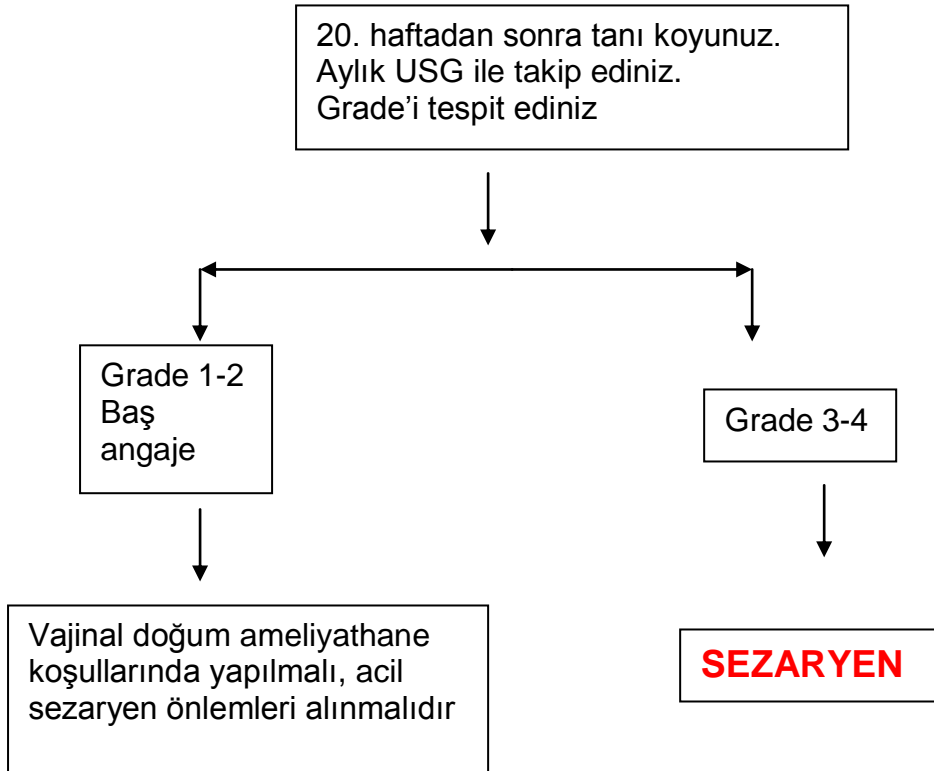 20. haftadan sonra tanı koyunuz.
Aylık USG ile takip ediniz.
Grade’i tespit ediniz
Grade 1-2
Baş
angaje
Grade 3-4
Vajinal doğum ameliyathane
koşullarında yapılmalı, acil
sezaryen önlemleri alınmalıdır
SEZARYEN